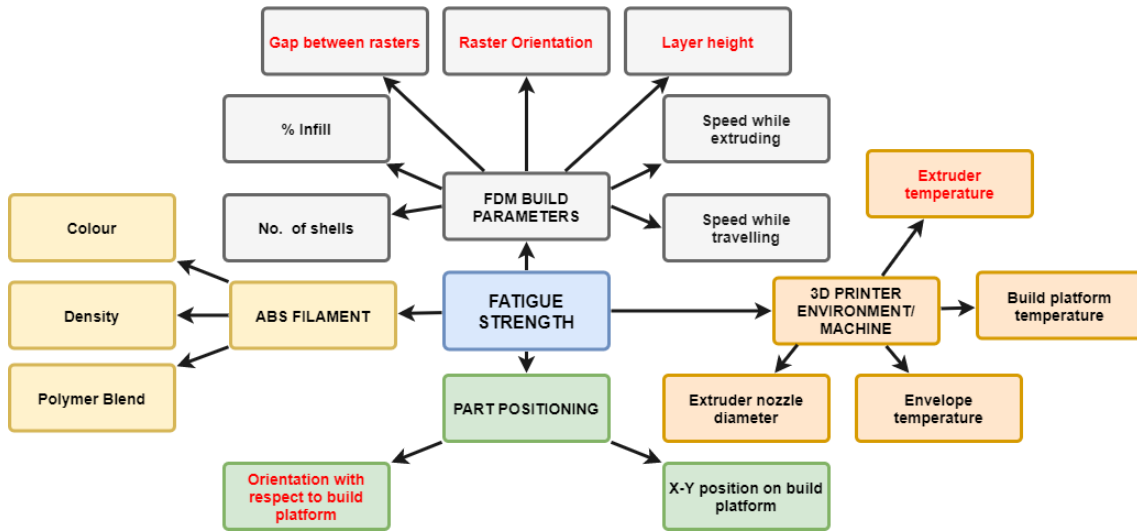 Gap between rasters
Raster Orientation
Layer height
% Infill
Speed while
extruding
FDM BUILD
PARAMETERS
Extruder
temperature
Colour
No. of shells
Speed while
travelling
Density
ABS FILAMENT
FATIGUE
STRENGTH
3D PRINTER
ENVIRONMENT/
MACHINE
Build platform
temperature
Polymer Blend
PART POSITIONING
Extruder nozzle
diameter
Envelope
temperature
Orientation with
respect to build
platform
X-Y position on build
platform